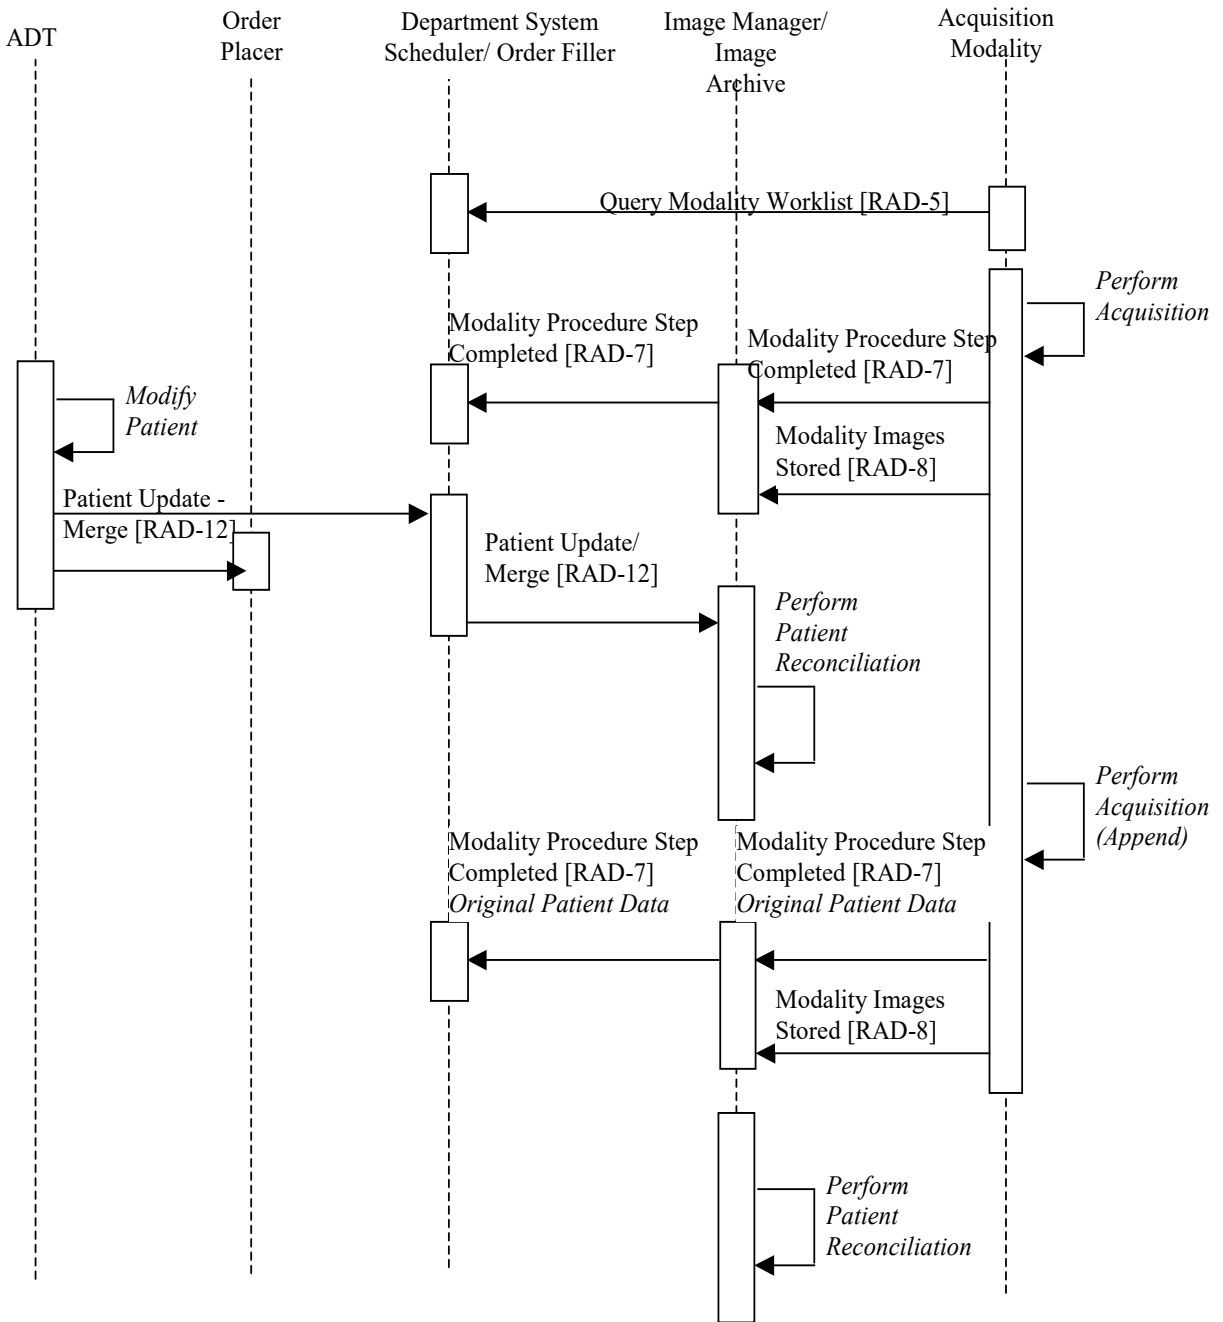 ADT
Order
Placer
Department System
Scheduler/ Order Filler
Image Manager/
Image
Archive
Acquisition
Modality
Query Modality Worklist [RAD-5]
Perform
Acquisition
Modality Procedure Step
Completed [RAD-7]
Modality Procedure Step
Completed [RAD-7]
Modify
Patient
Modality Images
Stored [RAD-8]
Patient Update -
Merge [RAD-12]
Patient Update/
Merge [RAD-12]
Perform
Patient
Reconciliation
Perform
Acquisition
(Append)
Modality Procedure Step
Completed [RAD-7]
Original Patient Data
Modality Procedure Step
Completed [RAD-7]
Original Patient Data
Modality Images
Stored [RAD-8]
Perform
Patient
Reconciliation